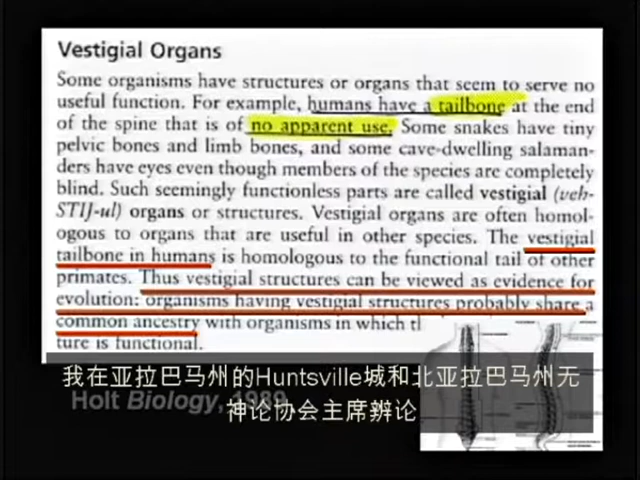 Vestigial Organs
Some organisms have structures or organs that seem to serve no
useful function. For example, humans have a tailbone at the end
of the spine that is of no apparent use. Some snakes have tiny
pelvic bones and limb bones, and some cave-dwelling salaman-
ders have eyes even though members of the species are completely
blind. Such seemingly functionless parts are called vestigial (veh-
STIJ-ul) organs or structures. Vestigial organs are often homol-
ogous to organs that are useful in other species. The vestigial
tailbone in humans is homologous to the functional tail of other
primates. Thus vestigial structures can be viewed as evidence for
evolution: organisms having vestigial structures probably share a
common ancestry with organisms in which
ture is functional.
我在亚拉巴马州的Huntsville城和北亚拉巴马州无
神论协会主席辨论
Holt Biology, 1989